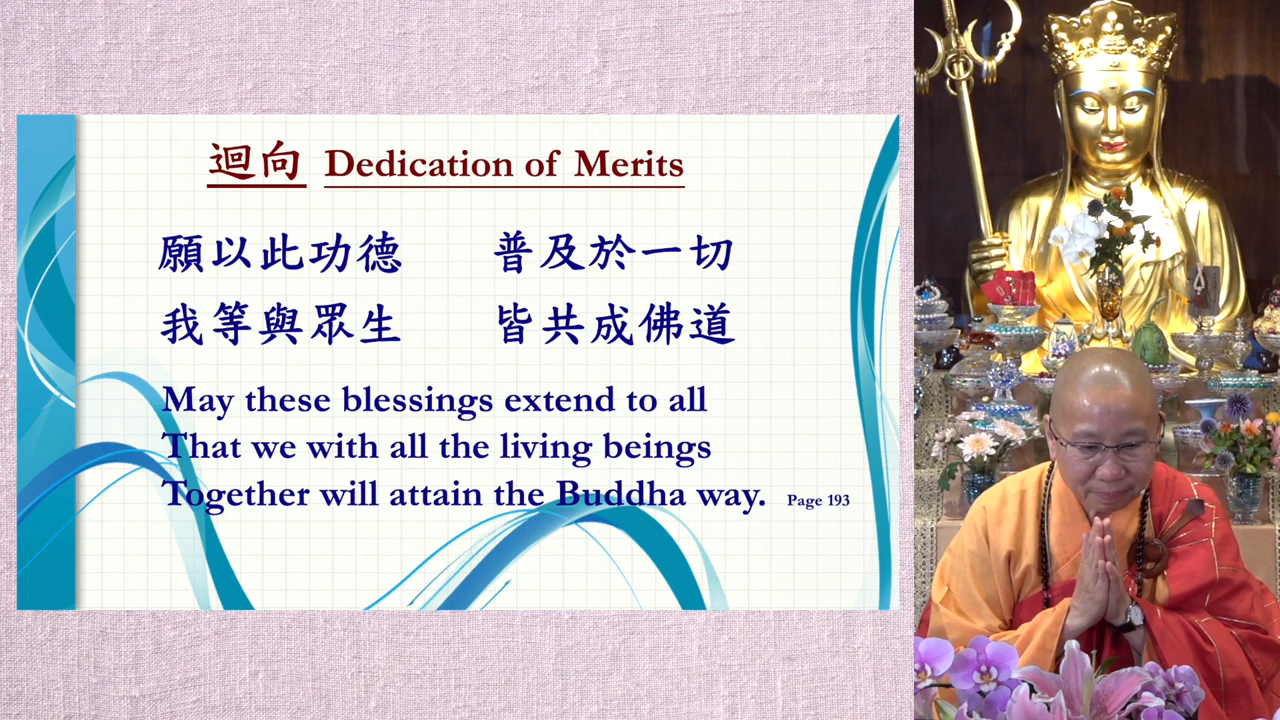 迴向 Dedication of Merits
願以此功德 普及於一切
我等與眾生 皆共成佛道
May these blessings extend to all
That we with all the living beings
Together will attain the Buddha way. Page 193